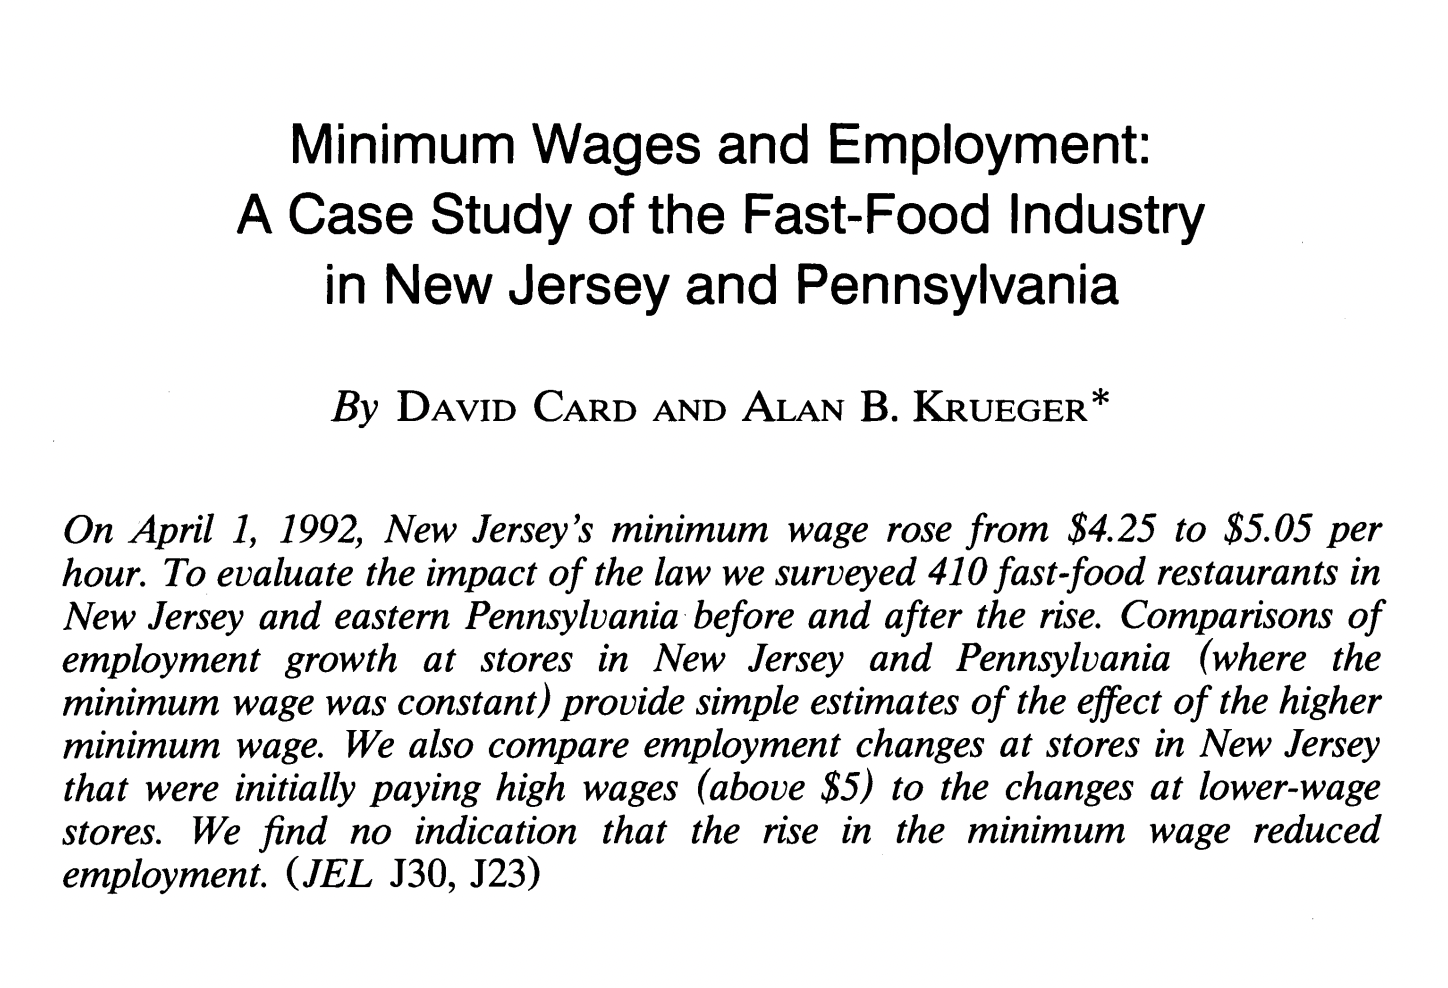 Minimum Wages and Employment:
A Case Study of the Fast-Food Industry
in New Jersey and Pennsylvania
By DAVID CARD AND ALAN B. KRUEGER*
On April 1, 1992, New Jersey's minimum wage rose from $4.25 to $5.05 per
hour. To evaluate the impact of the law we surveyed 410 fast-food restaurants in
New Jersey and eastern Pennsylvania before and after the rise. Comparisons of
employment growth at stores in New Jersey and Pennsylvania (where the
minimum wage was constant) provide simple estimates of the effect of the higher
minimum wage. We also compare employment changes at stores in New Jersey
that were initially paying high wages (above $5) to the changes at lower-wage
stores. We find no indication that the rise in the minimum wage reduced
employment. (JEL J30, J23)